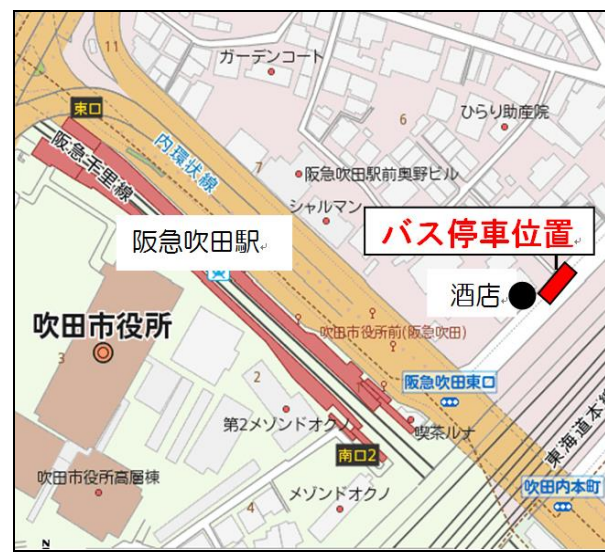 11
ガーデンコート
東口
6
ひらり助産院
阪急千里線
内環状線
7
阪急吹田駅前奥野ビル
シャルマン
バス停車位置
阪急吹田駅
酒店
吹田市役所
3
吹田市役所前(阪急吹田)
2
阪急吹田東口
第2メゾンドオクノ
喫茶ルナ
東海道本線
南口2
吹田市役所高層棟
吹田内本町
メゾンドオクノ
4
N